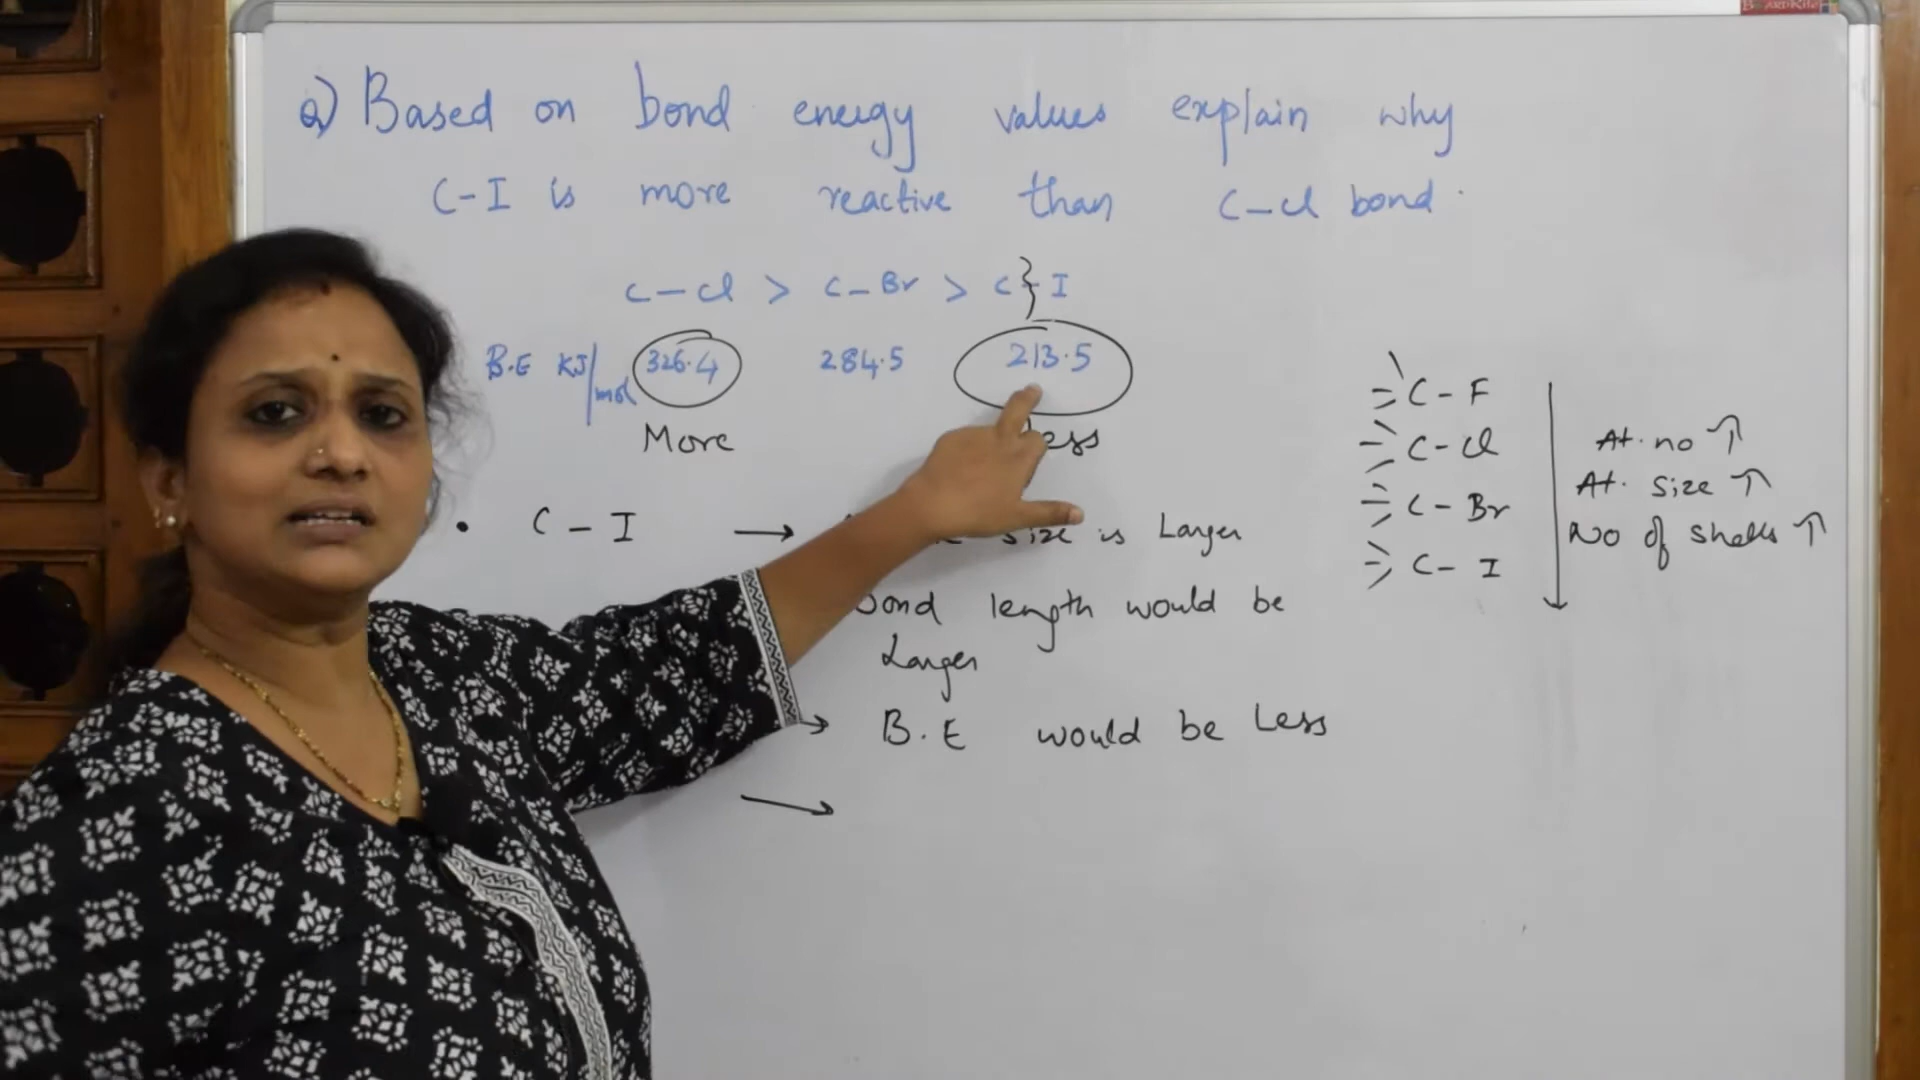 Q) Based on bond energy values explain why
C-I is more reactive than C-Cl bond.
C-Cl > C-Br > C}-I
B.E KJ/mol 326.4 284.5 213.5
More
C-F
C-Cl
C-Br
C-I
At. no ↑
At. size ↑
No of shells ↑
• C-I → size is Larger
length would be
Larger
→ B.E would be Less
→